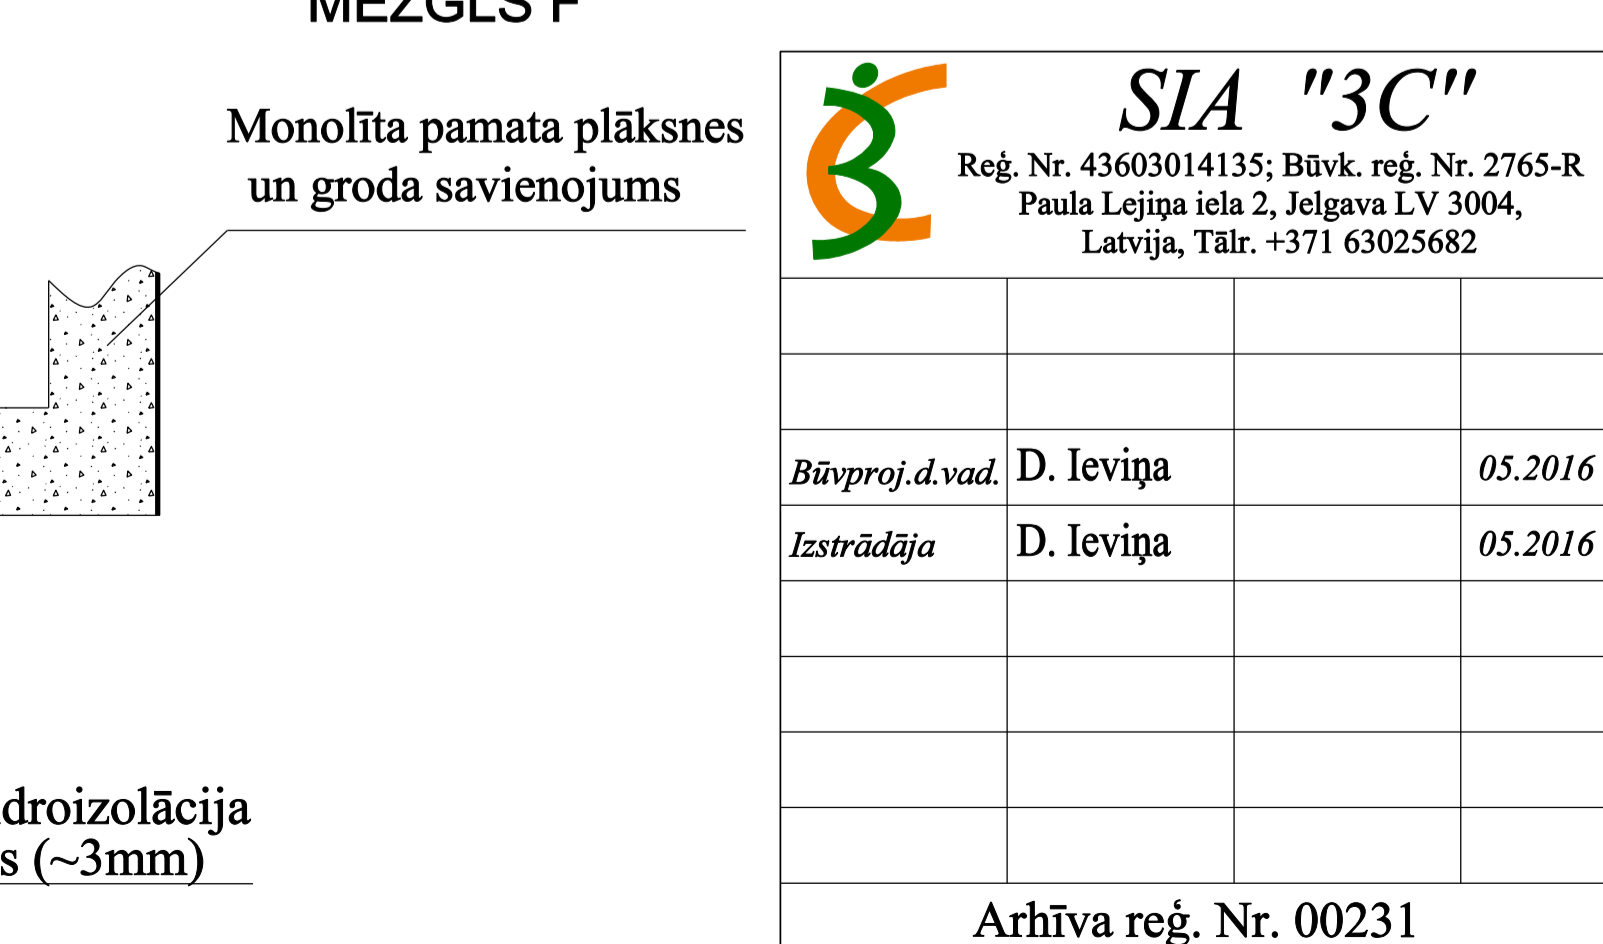 MEZGLS F
Monolīta pamata plāksnes
un groda savienojums
droizolācija
s (~3mm)
SIA "3C"
Reģ. Nr. 43603014135; Būvk. reģ. Nr. 2765-R
Paula Lejiņa iela 2, Jelgava LV 3004,
Latvija, Tālr. +371 63025682
Būvproj.d.vad. D. Ieviņa 05.2016
Izstrādāja D. Ieviņa 05.2016
Arhīva reģ. Nr. 00231